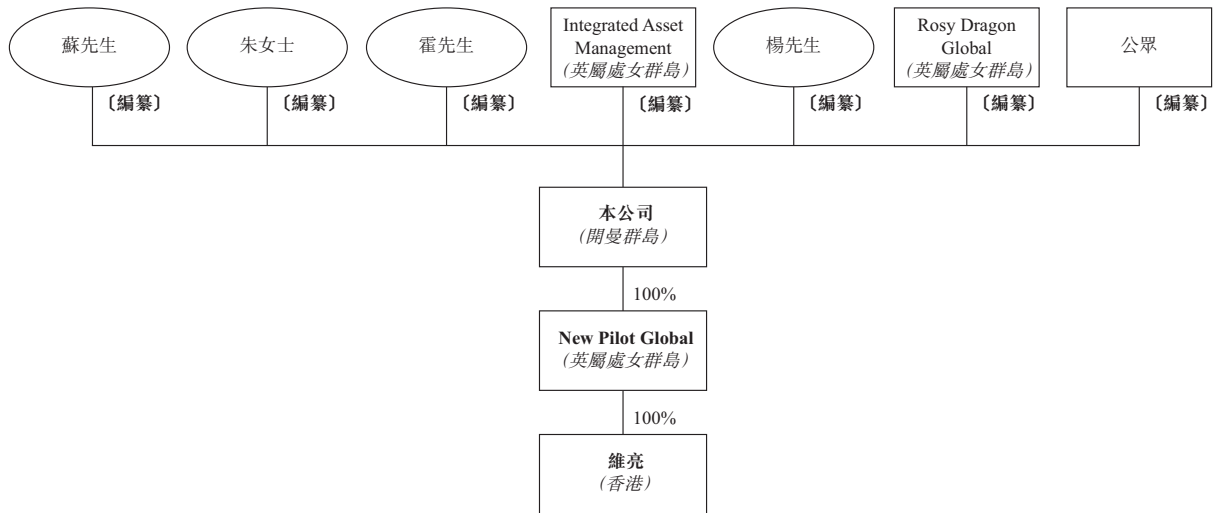 蘇先生
朱女士
霍先生
Integrated Asset
Management
(英屬處女群島)
楊先生
Rosy Dragon
Global
(英屬處女群島)
公眾
〔編纂〕
〔編纂〕
〔編纂〕
〔編纂〕
〔編纂〕
〔編纂〕
〔編纂〕
本公司
(開曼群島)
100%
New Pilot Global
(英屬處女群島)
100%
維亮
(香港)